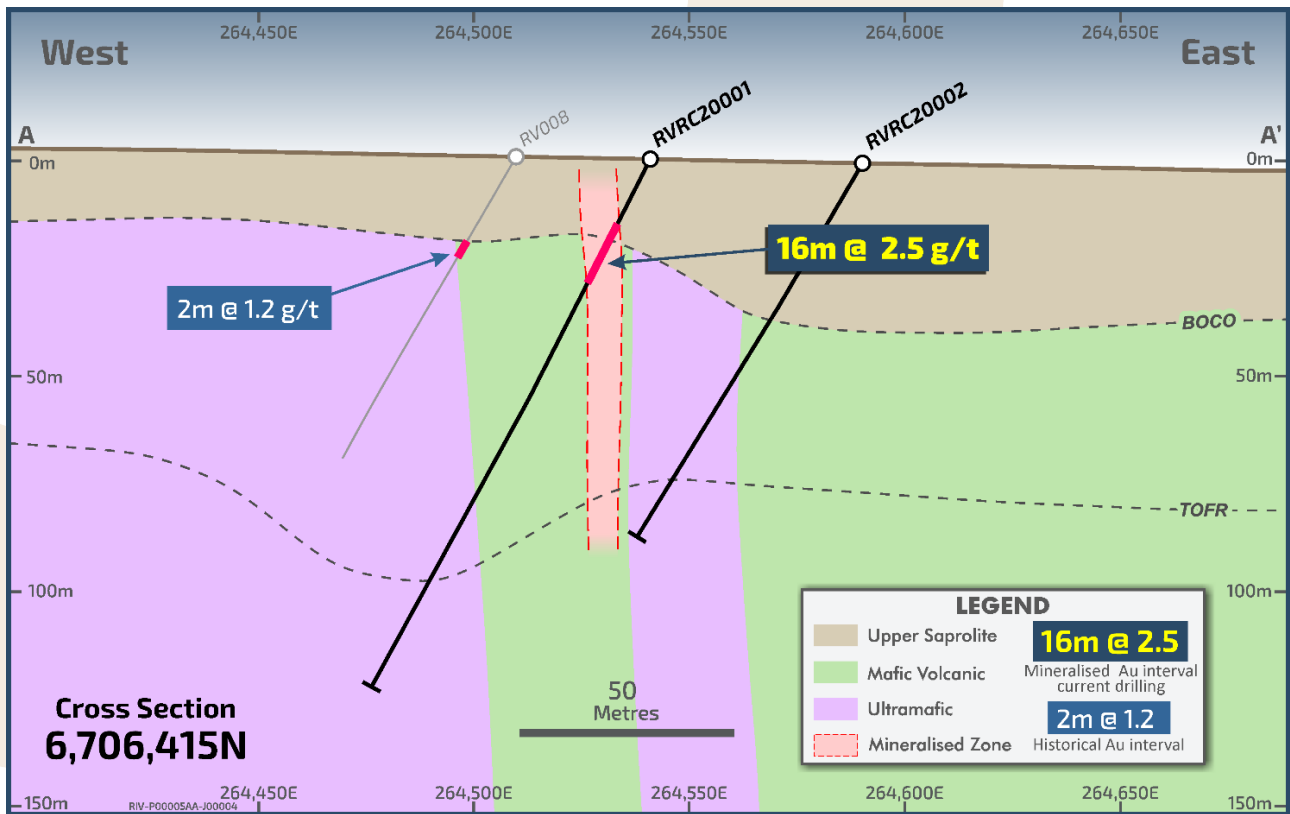 264,450E 264,500E 264,550E 264,600E 264,650E
West East
A A'
RV008 RVRC20001 RVRC20002
0m 0m
16m @ 2.5 g/t
2m @ 1.2 g/t
BOCO
50m 50m
TOFR
100m 100m
LEGEND
Upper Saprolite
Mafic Volcanic
Ultramafic
Mineralised Zone
16m @ 2.5
Mineralised Au interval
current drilling
2m @ 1.2
Historical Au interval
50
Metres
Cross Section
6,706,415N
264,450E 264,500E 264,550E 264,600E 264,650E
150m 150m
RIV-P0000SAA-J00004